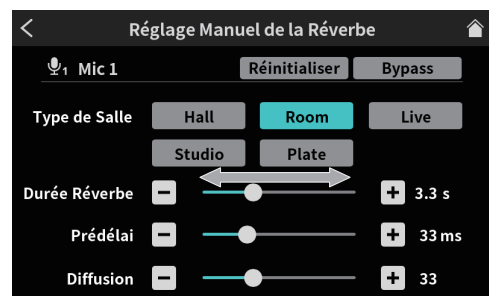 Réglage Manuel de la Réverbe
1 Mic 1 Réinitialiser Bypass
Type de Salle Hall Room Live
Studio Plate
Durée Réverbe - + 3.3 s
Prédélai - + 33 ms
Diffusion - + 33